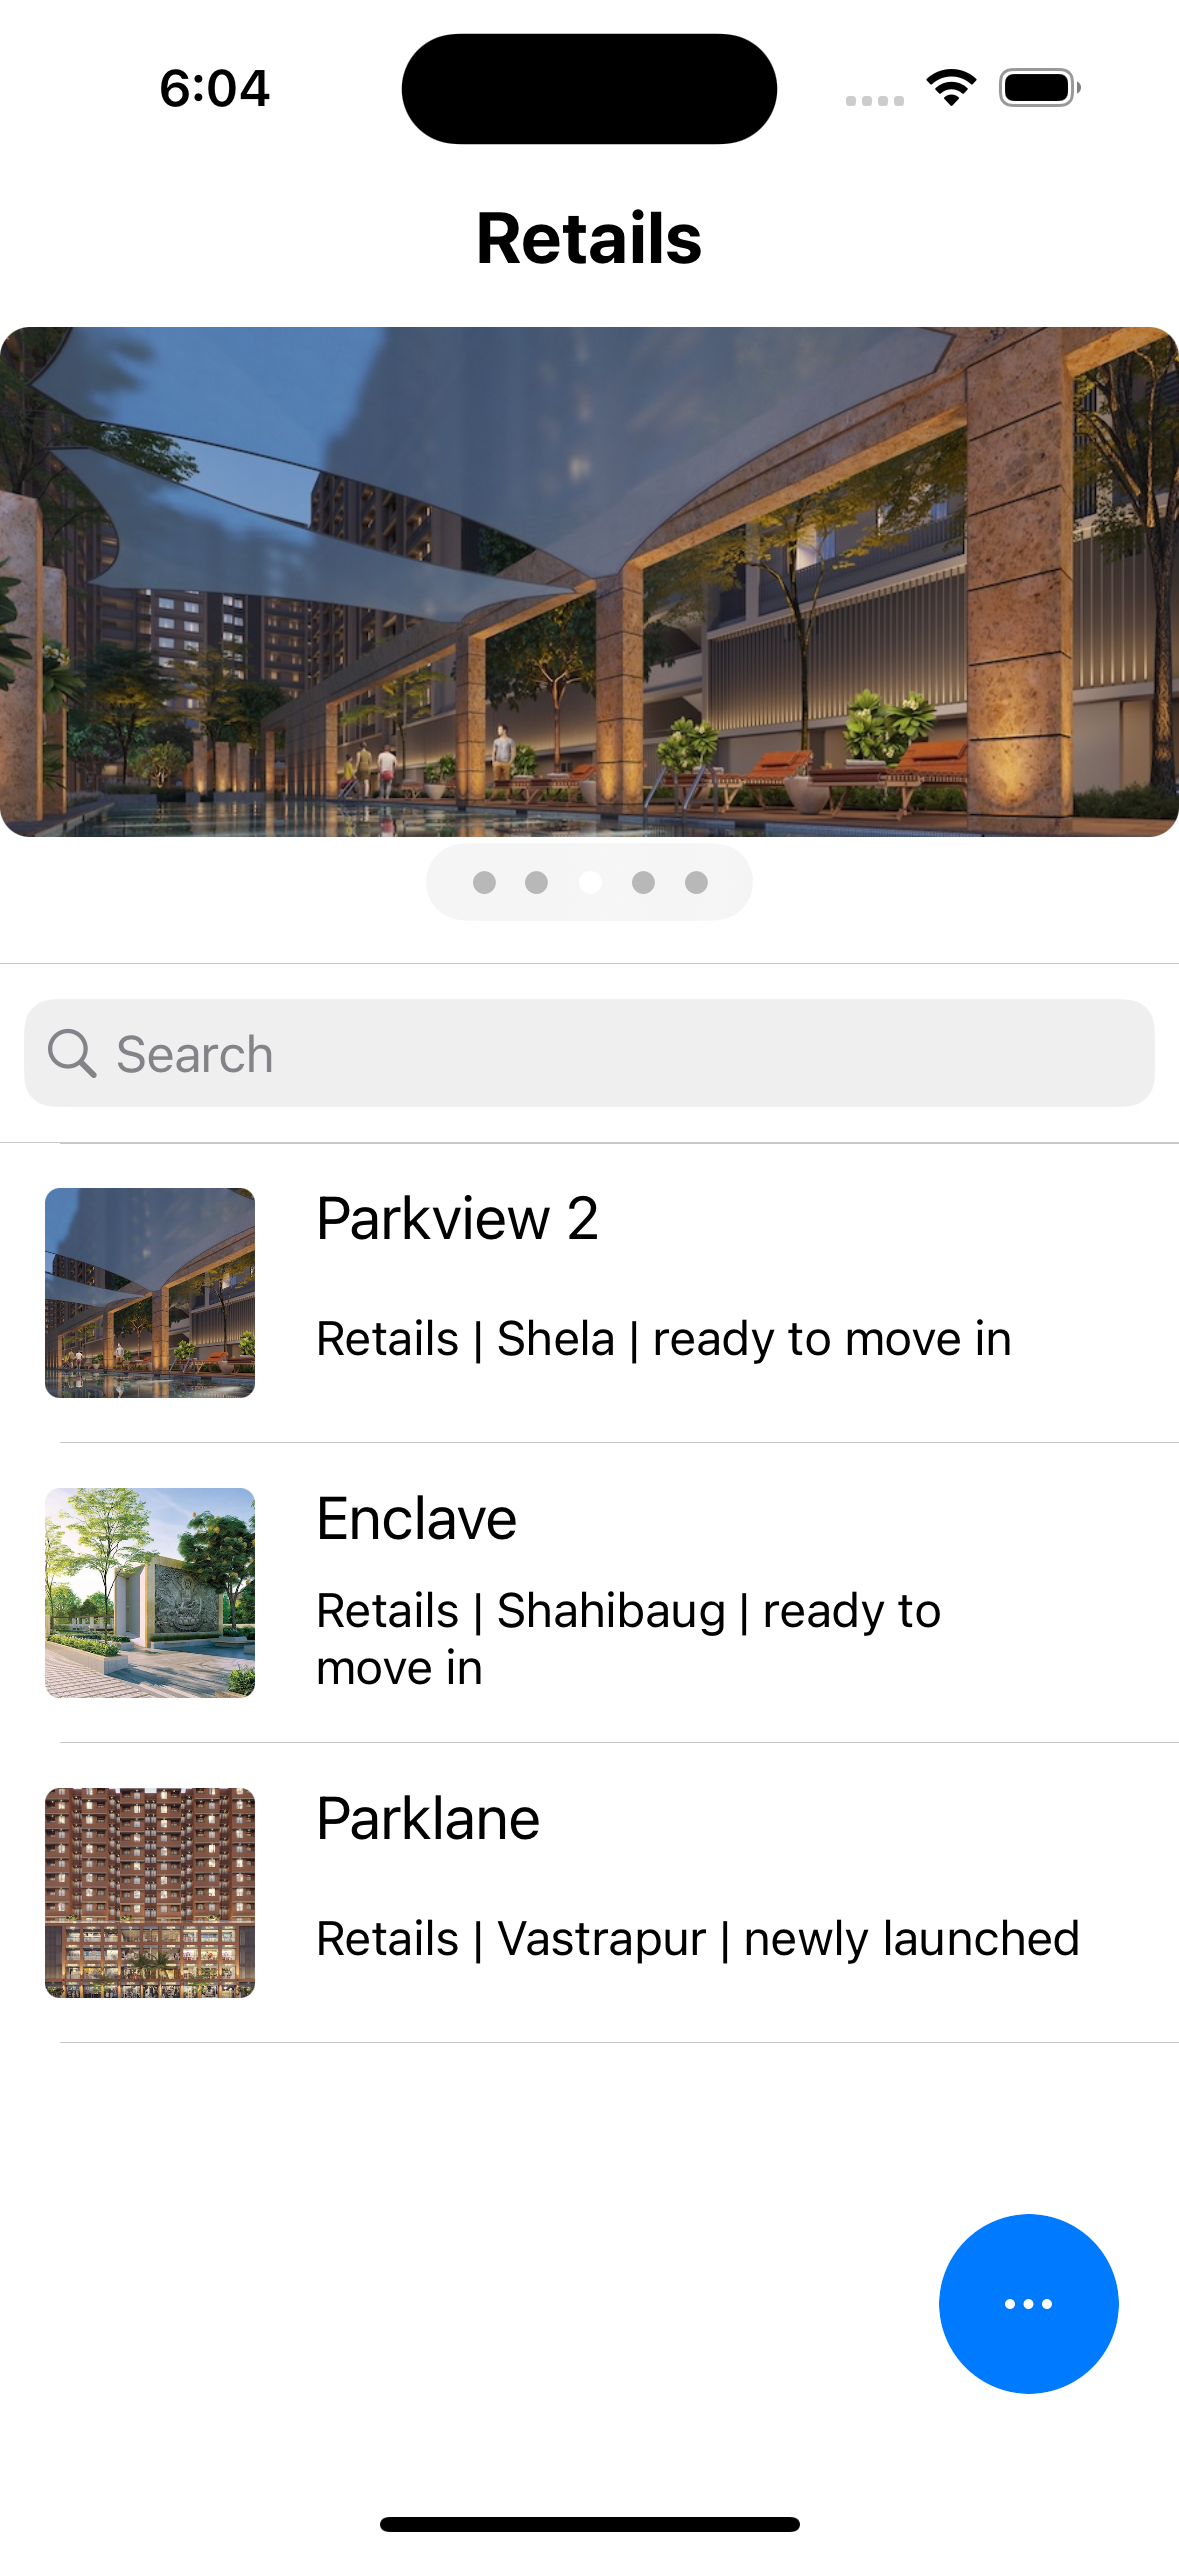 6:04
Retails
Search
Parkview 2
Retails | Shela | ready to move in
Enclave
Retails | Shahibaug | ready to
move in
Parklane
Retails | Vastrapur | newly launched